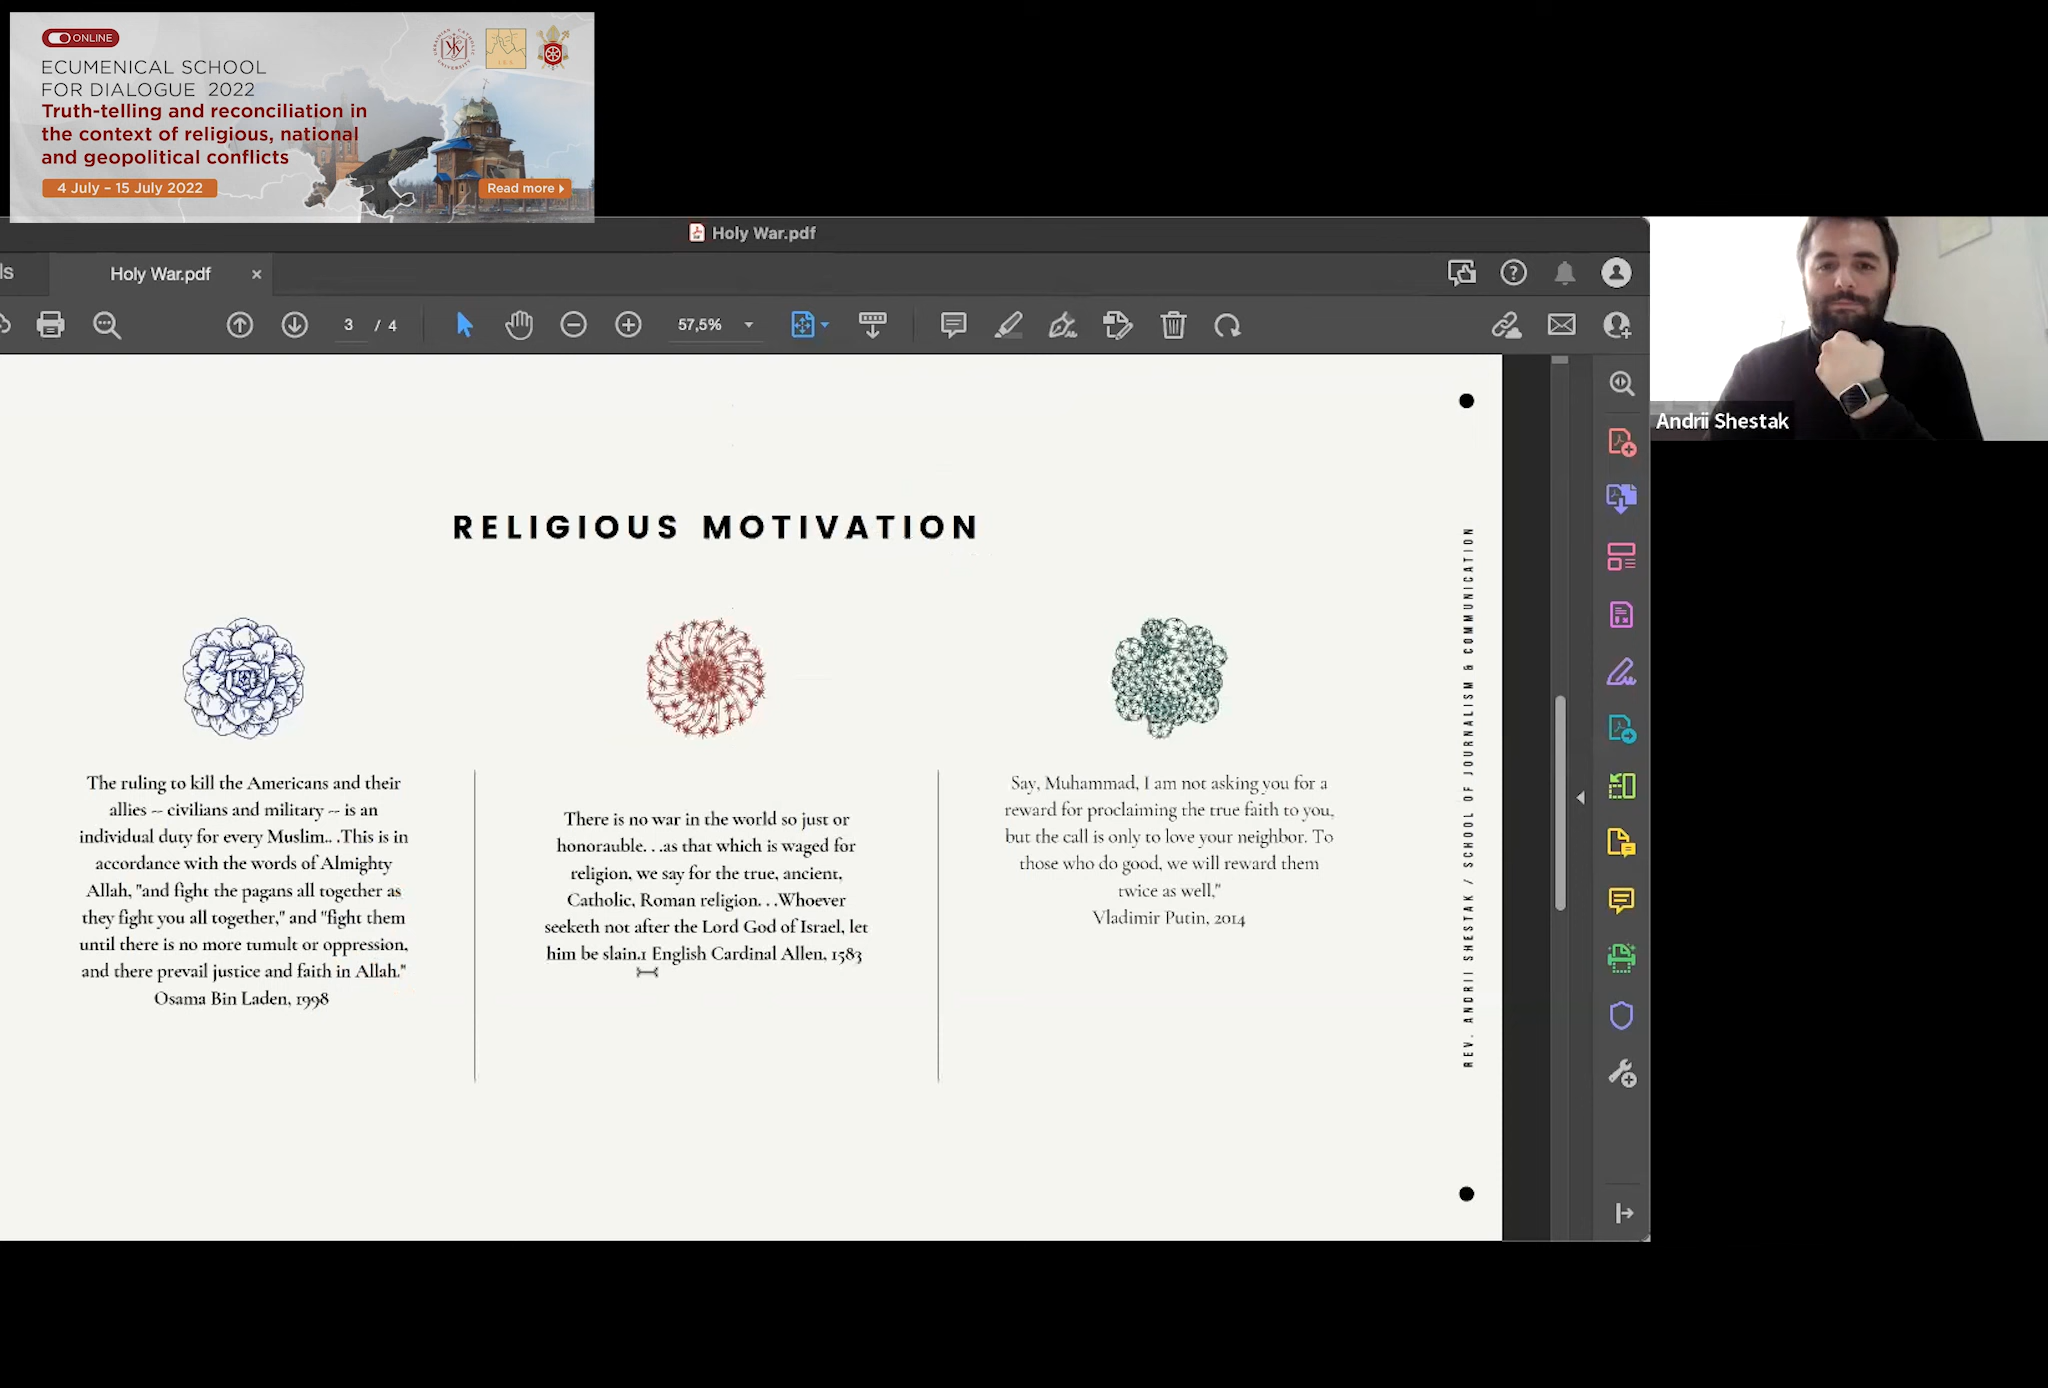 ONLINE
ECUMENICAL SCHOOL
FOR DIALOGUE 2022
Truth-telling and reconciliation in
the context of religious, national
and geopolitical conflicts
4 July – 15 July 2022
Read more
UKRAINIAN CATHOLIC UNIVERSITY
Holy War.pdf
ls
Holy War.pdf
3 / 4
57,5%
Andrii Shestak
RELIGIOUS MOTIVATION
The ruling to kill the Americans and their
allies -- civilians and military -- is an
individual duty for every Muslim.. .This is in
accordance with the words of Almighty
Allah, "and fight the pagans all together as
they fight you all together," and "fight them
until there is no more tumult or oppression,
and there prevail justice and faith in Allah."
Osama Bin Laden, 1998
There is no war in the world so just or
honorauble. . .as that which is waged for
religion, we say for the true, ancient,
Catholic, Roman religion. . .Whoever
seeketh not after the Lord God of Israel, let
him be slain.1 English Cardinal Allen, 1583
Say, Muhammad, I am not asking you for a
reward for proclaiming the true faith to you,
but the call is only to love your neighbor. To
those who do good, we will reward them
twice as well,"
Vladimir Putin, 2014
REV. ANDRII SHESTAK / SCHOOL OF JOURNALISM & COMMUNICATION